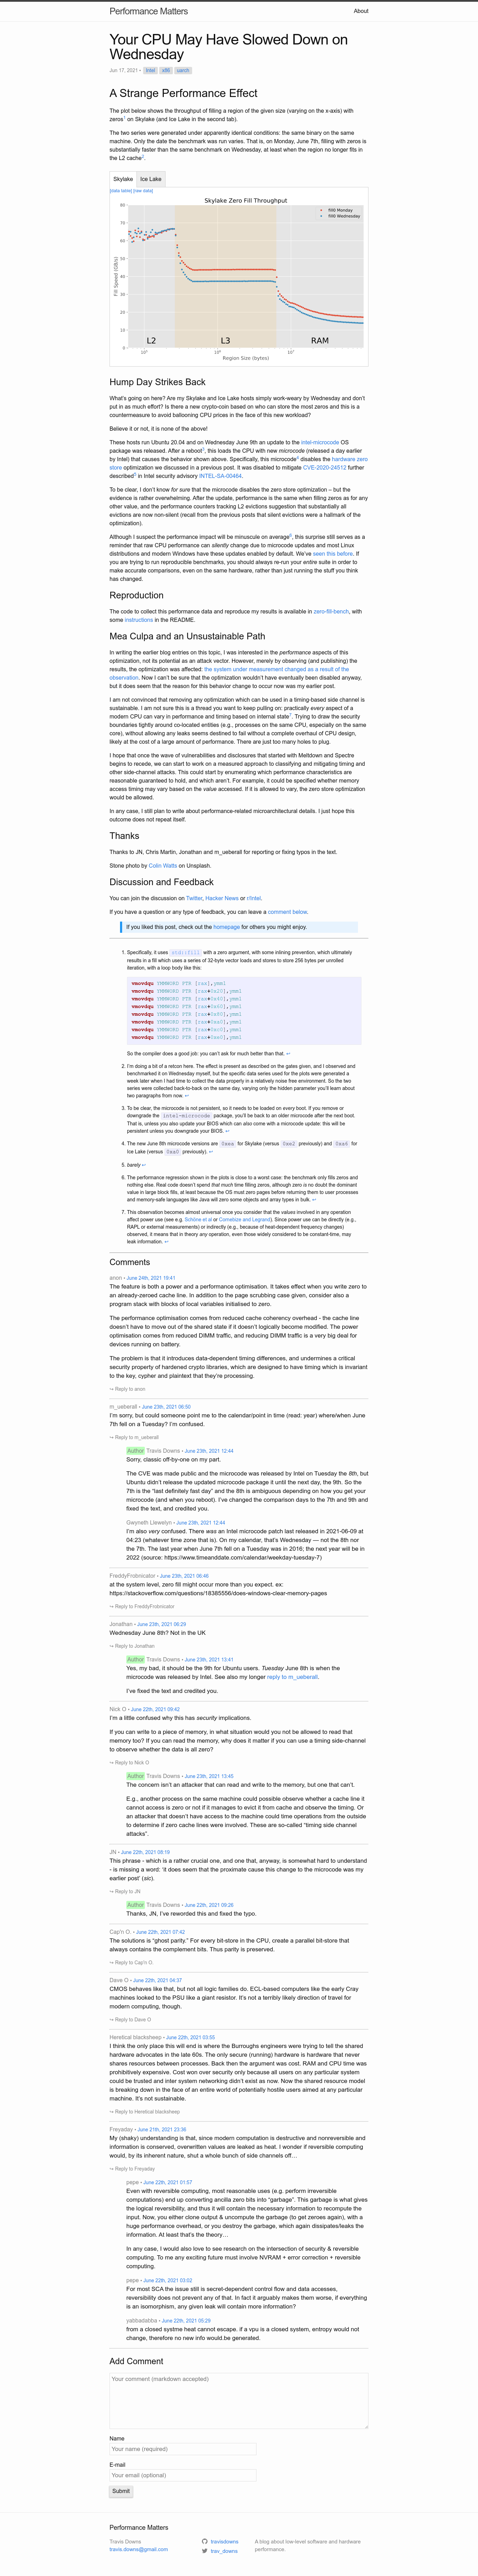 Performance Matters
About
Your CPU May Have Slowed Down on
Wednesday
Jun 17, 2021 • Intel x86 uarch
A Strange Performance Effect
The plot below shows the throughput of filling a region of the given size (varying on the x-axis) with
zeros1 on Skylake (and Ice Lake in the second tab).
The two series were generated under apparently identical conditions: the same binary on the same
machine. Only the date the benchmark was run varies. That is, on Monday, June 7th, filling with zeros is
substantially faster than the same benchmark on Wednesday, at least when the region no longer fits in
the L2 cache2.
Skylake Ice Lake
[data table] [raw data]
Skylake Zero Fill Throughput
fill0 Monday
fill0 Wednesday
Fill Speed (GB/s)
80
70
60
50
40
30
20
10
0
L2 L3 RAM
Region Size (bytes)
Hump Day Strikes Back
What's going on here? Are my Skylake and Ice Lake hosts simply work-weary by Wednesday and don't
put in as much effort? Is there a new crypto-coin based on who can store the most zeros and this is a
countermeasure to avoid ballooning CPU prices in the face of this new workload?
Believe it or not, it is none of the above!
These hosts run Ubuntu 20.04 and on Wednesday June 9th an update to the intel-microcode OS
package was released. After a reboot3, this loads the CPU with new microcode (released a day earlier
by Intel) that causes the behavior shown above. Specifically, this microcode4 disables the hardware zero
store optimization we discussed in a previous post. It was disabled to mitigate CVE-2020-24512 further
described5 in Intel security advisory INTEL-SA-00464.
To be clear, I don't know for sure that the microcode disables the zero store optimization – but the
evidence is rather overwhelming. After the update, performance is the same when filling zeros as for any
other value, and the performance counters tracking L2 evictions suggestion that substantially all
evictions are now non-silent (recall from the previous posts that silent evictions were a hallmark of the
optimization).
Although I suspect the performance impact will be minuscule on average6, this surprise still serves as a
reminder that raw CPU performance can silently change due to microcode updates and most Linux
distributions and modern Windows have these updates enabled by default. We've seen this before. If
you are trying to run reproducible benchmarks, you should always re-run your entire suite in order to
make accurate comparisons, even on the same hardware, rather than just running the stuff you think
has changed.
Reproduction
The code to collect this performance data and reproduce my results is available in zero-fill-bench, with
some instructions in the README.
Mea Culpa and an Unsustainable Path
In writing the earlier blog entries on this topic, I was interested in the performance aspects of this
optimization, not its potential as an attack vector. However, merely by observing (and publishing) the
results, the optimization was affected: the system under measurement changed as a result of the
observation. Now I can't be sure that the optimization wouldn't have eventually been disabled anyway,
but it does seem that the reason for this behavior change to occur now was my earlier post.
I am not convinced that removing any optimization which can be used in a timing-based side channel is
sustainable. I am not sure this is a thread you want to keep pulling on: practically every aspect of a
modern CPU can vary in performance and timing based on internal state7. Trying to draw the security
boundaries tightly around co-located entities (e.g., processes on the same CPU, especially on the same
core), without allowing any leaks seems destined to fail without a complete overhaul of CPU design,
likely at the cost of a large amount of performance. There are just too many holes to plug.
I hope that once the wave of vulnerabilities and disclosures that started with Meltdown and Spectre
begins to recede, we can start to work on a measured approach to classifying and mitigating timing and
other side-channel attacks. This could start by enumerating which performance characteristics are
reasonable guaranteed to hold, and which aren't. For example, it could be specified whether memory
access timing may vary based on the value accessed. If it is allowed to vary, the zero store optimization
would be allowed.
In any case, I still plan to write about performance-related microarchitectural details. I just hope this
outcome does not repeat itself.
Thanks
Thanks to JN, Chris Martin, Jonathan and m_ueberall for reporting or fixing typos in the text.
Stone photo by Colin Watts on Unsplash.
Discussion and Feedback
You can join the discussion on Twitter, Hacker News or r/Intel.
If you have a question or any type of feedback, you can leave a comment below.
If you liked this post, check out the homepage for others you might enjoy.
1. Specifically, it uses std::fill with a zero argument, with some inlining prevention, which ultimately
results in a fill which uses a series of 32-byte vector loads and stores to store 256 bytes per unrolled
iteration, with a loop body like this:
vmovdqu YMMWORD PTR [rax],ymm1
vmovdqu YMMWORD PTR [rax+0x20],ymm1
vmovdqu YMMWORD PTR [rax+0x40],ymm1
vmovdqu YMMWORD PTR [rax+0x60],ymm1
vmovdqu YMMWORD PTR [rax+0x80],ymm1
vmovdqu YMMWORD PTR [rax+0xa0],ymm1
vmovdqu YMMWORD PTR [rax+0xc0],ymm1
vmovdqu YMMWORD PTR [rax+0xe0],ymm1
So the compiler does a good job: you can't ask for much better than that. ↩
2. I'm doing a bit of a retcon here. The effect is present as described on the gates given, and I observed and
benchmarked it on Wednesday myself, but the specific data series used for the plots were generated a
week later when I had time to collect the data properly in a relatively noise free environment. So the two
series were collected back-to-back on the same day, varying only the hidden parameter you'll learn about
two paragraphs from now. ↩
3. To be clear, the microcode is not persistent, so it needs to be loaded on every boot. If you remove or
downgrade the intel-microcode package, you'll be back to an older microcode after the next boot.
That is, unless you also update your BIOS which can also come with a microcode update: this will be
persistent unless you downgrade your BIOS. ↩
4. The new June 8th microcode versions are 0xea for Skylake (versus 0xe2 previously) and 0xa6 for
Ice Lake (versus 0xa0 previously). ↩
5. barely ↩
6. The performance regression shown in the plots is close to a worst case: the benchmark only fills zeros and
nothing else. Real code doesn't spend that much time filling zeros, although zero is no doubt the dominant
value in large block fills, at least because the OS must zero pages before returning them to user processes
and memory-safe languages like Java will zero some objects and array types in bulk. ↩
7. This observation becomes almost universal once you consider that the values involved in any operation
affect power use (see e.g. Schöne et al or Cornebize and Legrand). Since power use can be directly (e.g.,
RAPL or external measurements) or indirectly (e.g., because of heat-dependent frequency changes)
observed, it means that in theory any operation, even those widely considered to be constant-time, may
leak information. ↩
Comments
anon • June 24th, 2021 19:41
The feature is both a power and a performance optimisation. It takes effect when you write zero to
an already-zeroed cache line. In addition to the page scrubbing case given, consider also a
program stack with blocks of local variables initialised to zero.
The performance optimisation comes from reduced cache coherency overhead - the cache line
doesn't have to move out of the shared state if it doesn't logically become modified. The power
optimisation comes from reduced DIMM traffic, and reducing DIMM traffic is a very big deal for
devices running on battery.
The problem is that it introduces data-dependent timing differences, and undermines a critical
security property of hardened crypto libraries, which are designed to have timing which is invariant
to the key, cypher and plaintext that they're processing.
↪ Reply to anon
m_ueberall • June 23th, 2021 06:50
I'm sorry, but could someone point me to the calendar/point in time (read: year) where/when June
7th fell on a Tuesday? I'm confused.
↪ Reply to m_ueberall
Author Travis Downs • June 23th, 2021 12:44
Sorry, classic off-by-one on my part.
The CVE was made public and the microcode was released by Intel on Tuesday the 8th, but
Ubuntu didn't release the updated microcode package it until the next day, the 9th. So the
7th is the "last definitely fast day" and the 8th is ambiguous depending on how you get your
microcode (and when you reboot). I've changed the comparison days to the 7th and 9th and
fixed the text, and credited you.
Gwyneth Llewelyn • June 23th, 2021 12:44
I'm also very confused. There was an Intel microcode patch last released in 2021-06-09 at
04:23 (whatever time zone that is). On my calendar, that's Wednesday — not the 8th nor
the 7th. The last year when June 7th fell on a Tuesday was in 2016; the next year will be in
2022 (source: https://www.timeanddate.com/calendar/weekday-tuesday-7)
FreddyFrobnicator • June 23th, 2021 06:46
at the system level, zero fill might occur more than you expect. ex:
https://stackoverflow.com/questions/18385556/does-windows-clear-memory-pages
↪ Reply to FreddyFrobnicator
Jonathan • June 23th, 2021 06:29
Wednesday June 8th? Not in the UK
↪ Reply to Jonathan
Author Travis Downs • June 23th, 2021 13:41
Yes, my bad, it should be the 9th for Ubuntu users. Tuesday June 8th is when the
microcode was released by Intel. See also my longer reply to m_ueberall.
I've fixed the text and credited you.
Nick O • June 22th, 2021 09:42
I'm a little confused why this has security implications.
If you can write to a piece of memory, in what situation would you not be allowed to read that
memory too? If you can read the memory, why does it matter if you can use a timing side-channel
to observe whether the data is all zero?
↪ Reply to Nick O
Author Travis Downs • June 23th, 2021 13:45
The concern isn't an attacker that can read and write to the memory, but one that can't.
E.g., another process on the same machine could possible observe whether a cache line it
cannot access is zero or not if it manages to evict it from cache and observe the timing. Or
an attacker that doesn't have access to the machine could time operations from the outside
to determine if zero cache lines were involved. These are so-called "timing side channel
attacks".
JN • June 22th, 2021 08:19
This phrase - which is a rather crucial one, and one that, anyway, is somewhat hard to understand
- is missing a word: 'it does seem that the proximate cause this change to the microcode was my
earlier post' (sic).
↪ Reply to JN
Author Travis Downs • June 22th, 2021 09:26
Thanks, JN, I've reworded this and fixed the typo.
Cap'n O. • June 22th, 2021 07:42
The solutions is "ghost parity." For every bit-store in the CPU, create a parallel bit-store that
always contains the complement bits. Thus parity is preserved.
↪ Reply to Cap'n O.
Dave O • June 22th, 2021 04:37
CMOS behaves like that, but not all logic families do. ECL-based computers like the early Cray
machines looked to the PSU like a giant resistor. It's not a terribly likely direction of travel for
modern computing, though.
↪ Reply to Dave O
Heretical blacksheep • June 22th, 2021 03:55
I think the only place this will end is where the Burroughs engineers were trying to tell the shared
hardware advocates in the late 60s. The only secure (running) hardware is hardware that never
shares resources between processes. Back then the argument was cost. RAM and CPU time was
prohibitively expensive. Cost won over security only because all users on any particular system
could be trusted and inter system networking didn't exist as now. Now the shared resource model
is breaking down in the face of an entire world of potentially hostile users aimed at any particular
machine. It's not sustainable.
↪ Reply to Heretical blacksheep
Freyaday • June 21th, 2021 23:36
My (shaky) understanding is that, since modern computation is destructive and nonreversible and
information is conserved, overwritten values are leaked as heat. I wonder if reversible computing
would, by its inherent nature, shut a whole bunch of side channels off…
↪ Reply to Freyaday
pepe • June 22th, 2021 01:57
Even with reversible computing, most reasonable uses (e.g. perform irreversible
computations) end up converting ancilla zero bits into "garbage". This garbage is what gives
the logical reversibility, and thus it will contain the necessary information to recompute the
input. Now, you either clone output & uncompute the garbage (to get zeroes again), with a
huge performance overhead, or you destroy the garbage, which again dissipates/leaks the
information. At least that's the theory…
In any case, I would also love to see research on the intersection of security & reversible
computing. To me any exciting future must involve NVRAM + error correction + reversible
computing.
pepe • June 22th, 2021 03:02
For most SCA the issue still is secret-dependent control flow and data accesses,
reversibility does not prevent any of that. In fact it arguably makes them worse, if everything
is an isomorphism, any given leak will contain more information?
yabbadabba • June 22th, 2021 05:29
from a closed systme heat cannot escape. if a vpu is a closed system, entropy would not
change, therefore no new info would.be generated.
Add Comment
Your comment (markdown accepted)
Name
Your name (required)
E-mail
Your email (optional)
Submit
Performance Matters
Travis Downs
travis.downs@gmail.com
travisdowns
trav_downs
A blog about low-level software and hardware
performance.